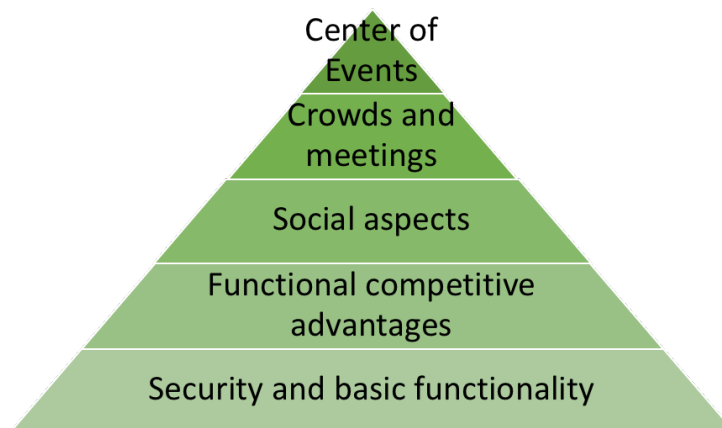 Center of
Events
Crowds and
meetings
Social aspects
Functional competitive
advantages
Security and basic functionality